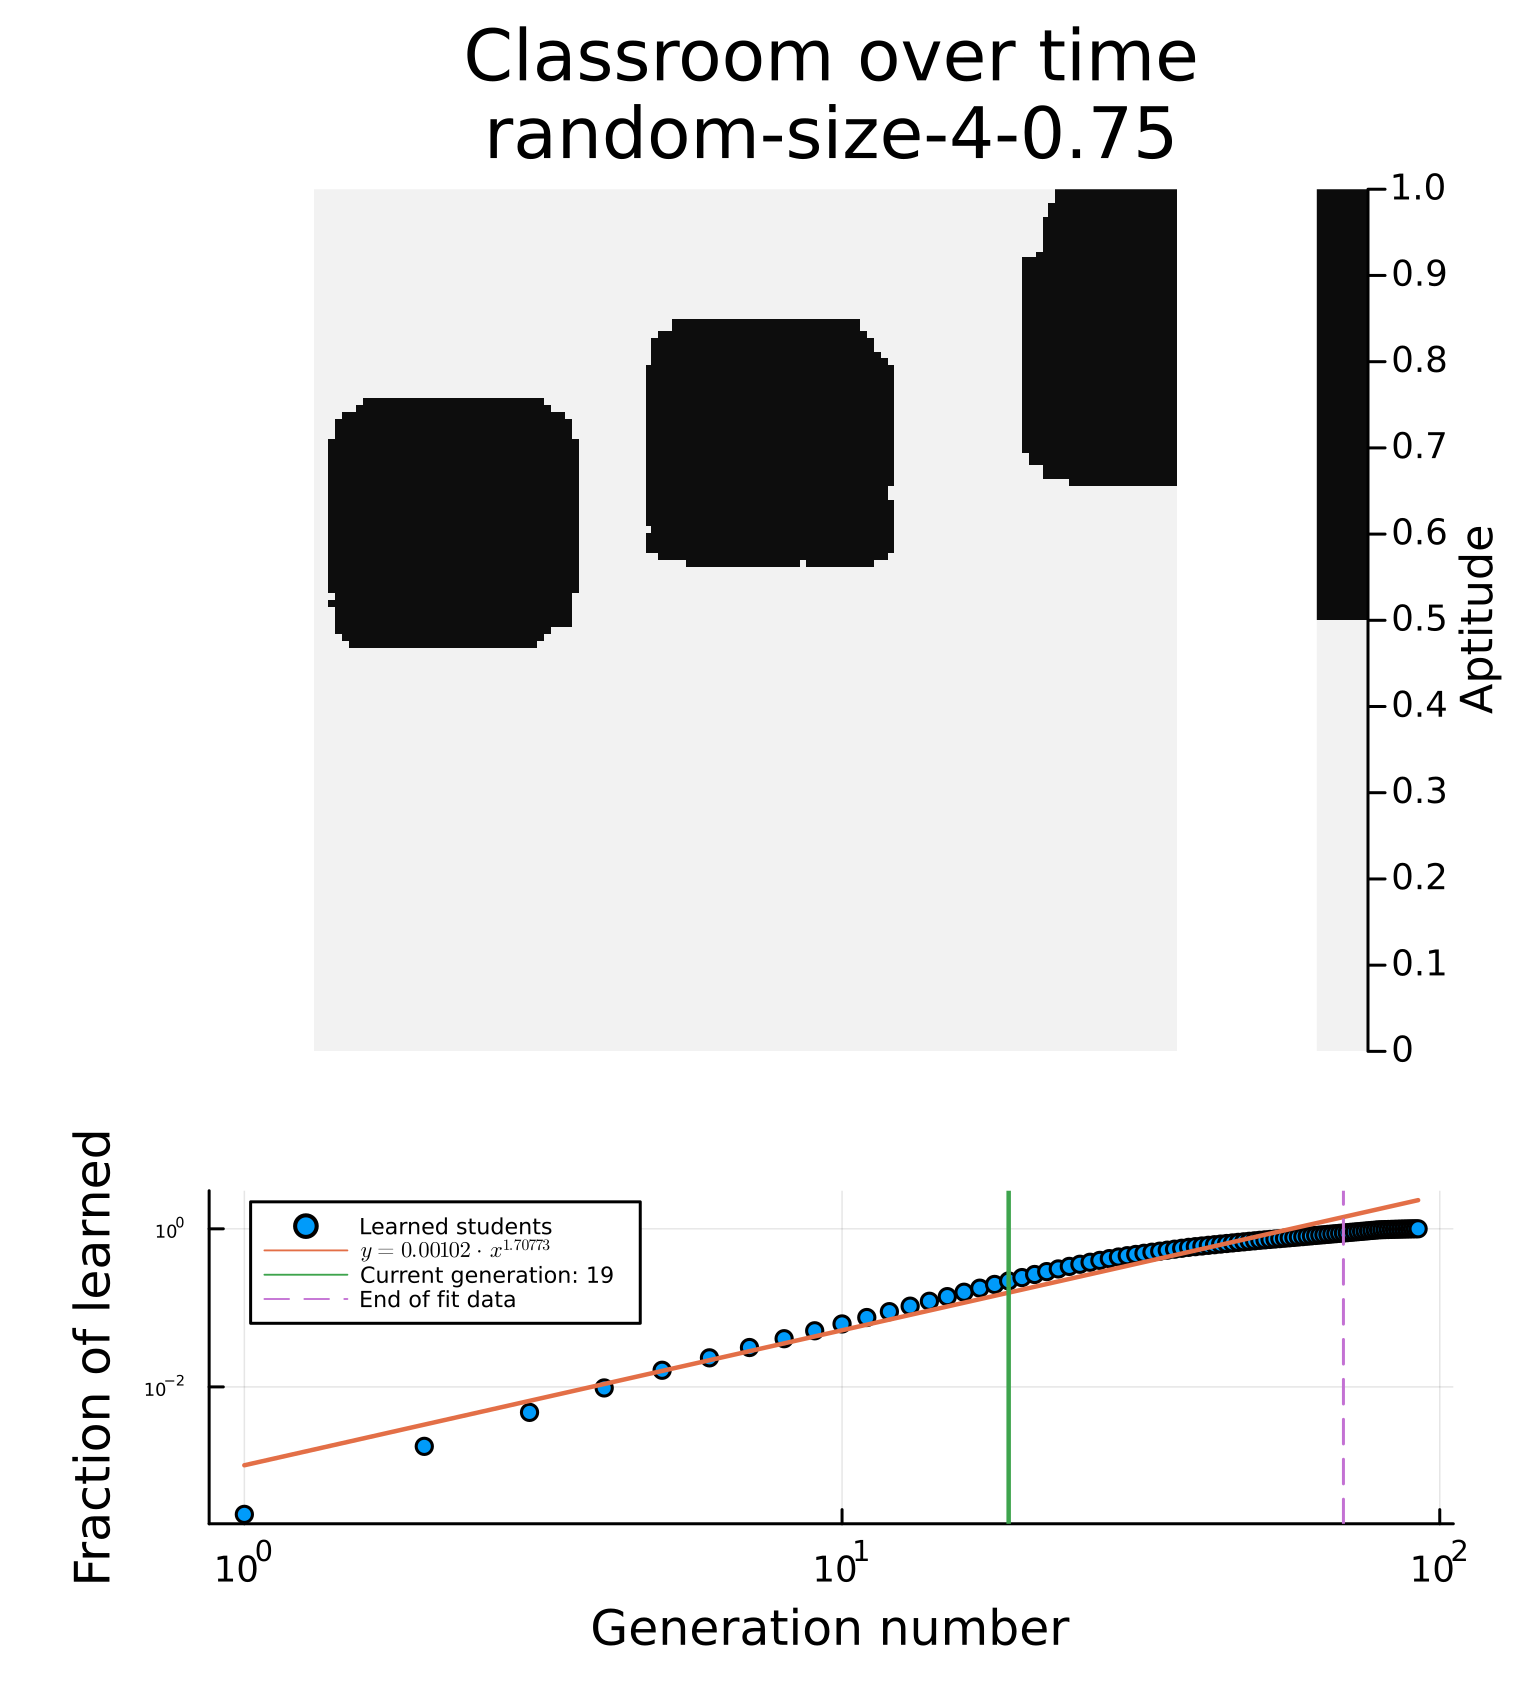 Classroom over time
random-size-4-0.75
1.0
0.9
0.8
0.7
0.6
0.5
0.4
0.3
0.2
0.1
0
Aptitude
Fraction of learned
10^0
10^-2
Learned students
y = 0.00102 · x^1.70773
Current generation: 19
End of fit data
10^0 10^1 10^2
Generation number